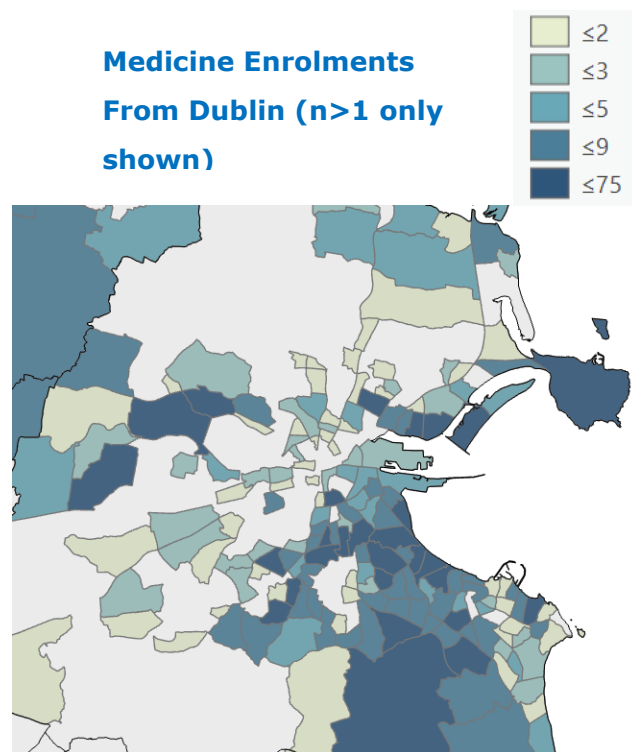 Medicine Enrolments
From Dublin (n>1 only
shown)
≤2
≤3
≤5
≤9
≤75